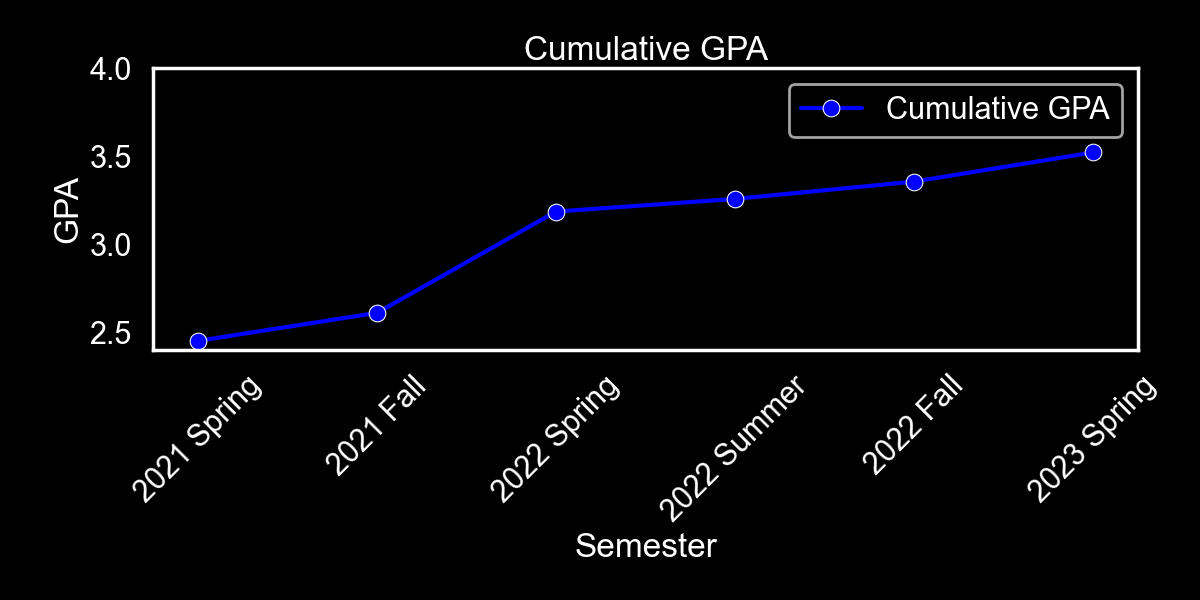 Cumulative GPA
4.0
3.5
3.0
2.5
GPA
Cumulative GPA
2021 Spring
2021 Fall
2022 Spring
2022 Summer
2022 Fall
2023 Spring
Semester